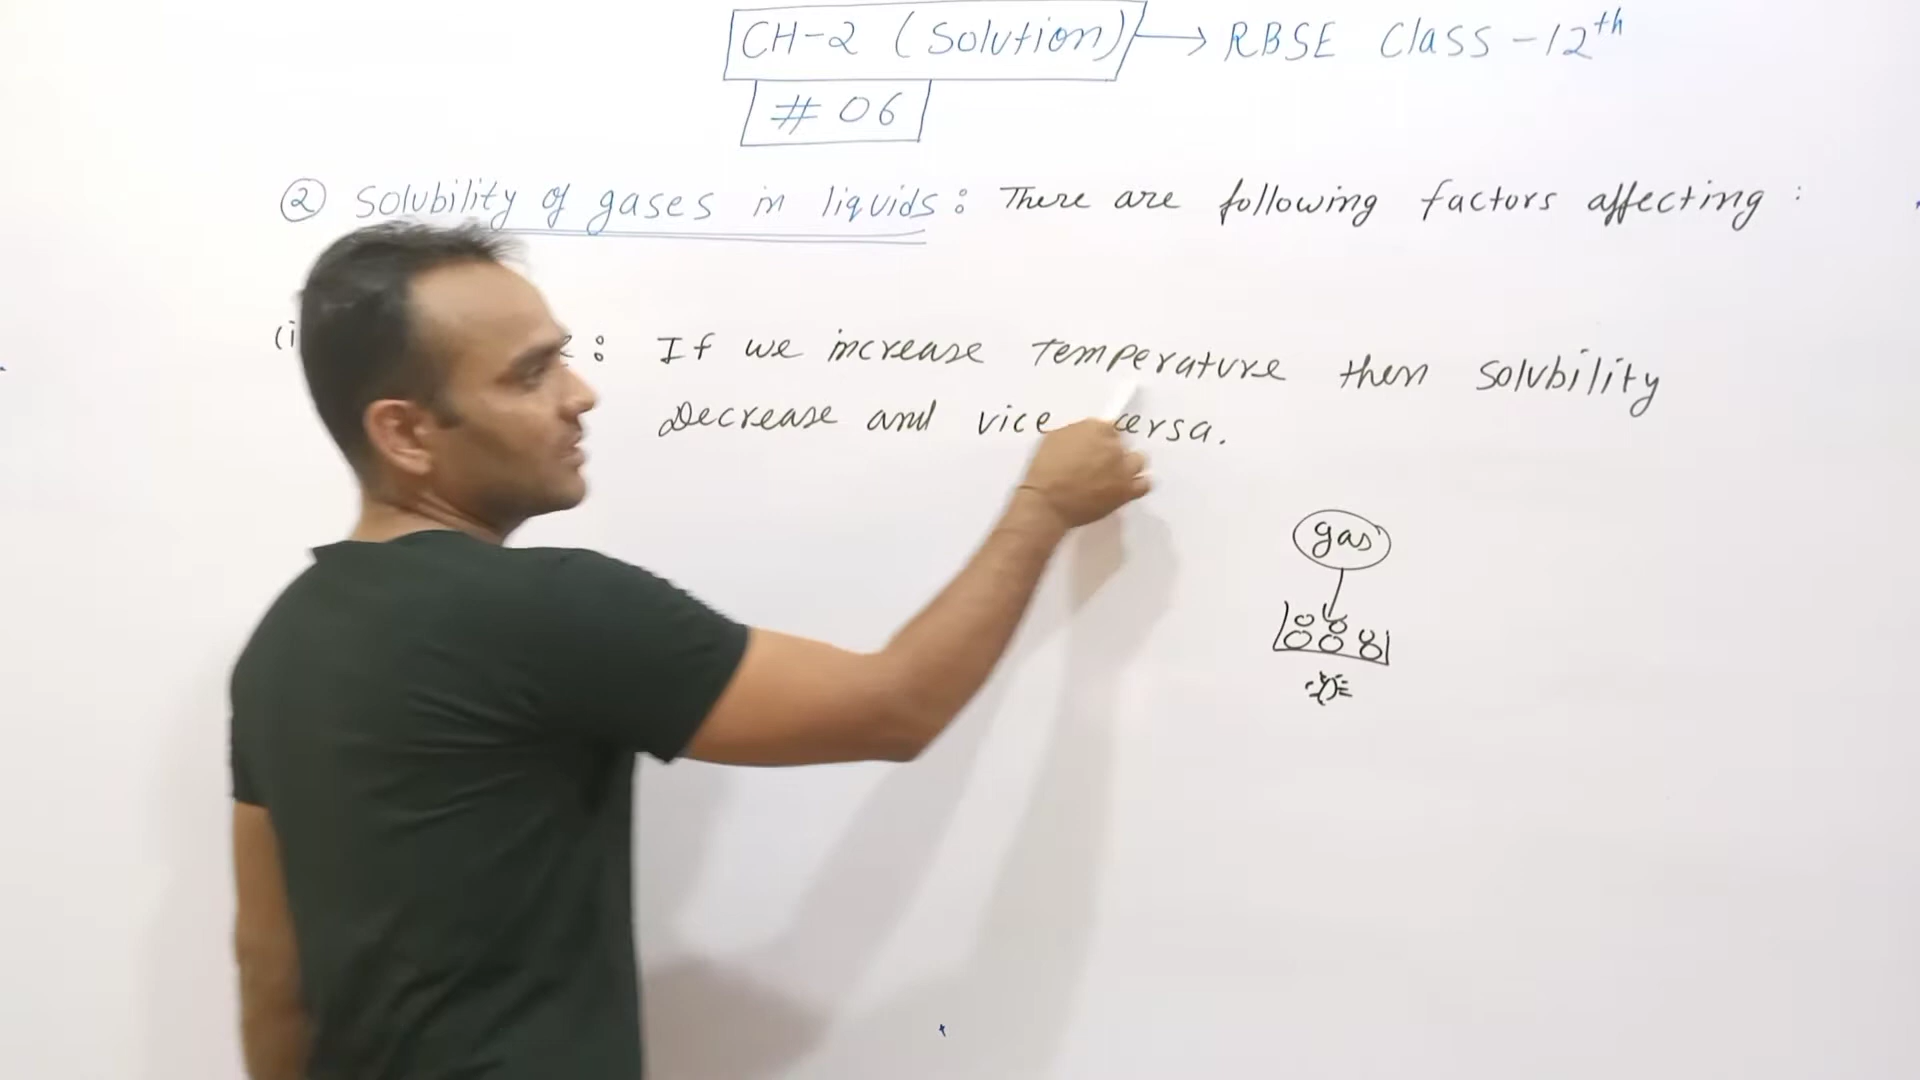 CH-2 (Solution) → RBSE Class-12th
# 06
② Solubility of gases in liquids: There are following factors affecting:
(i : If we increase temperature then solubility
Decrease and vice versa.
gas